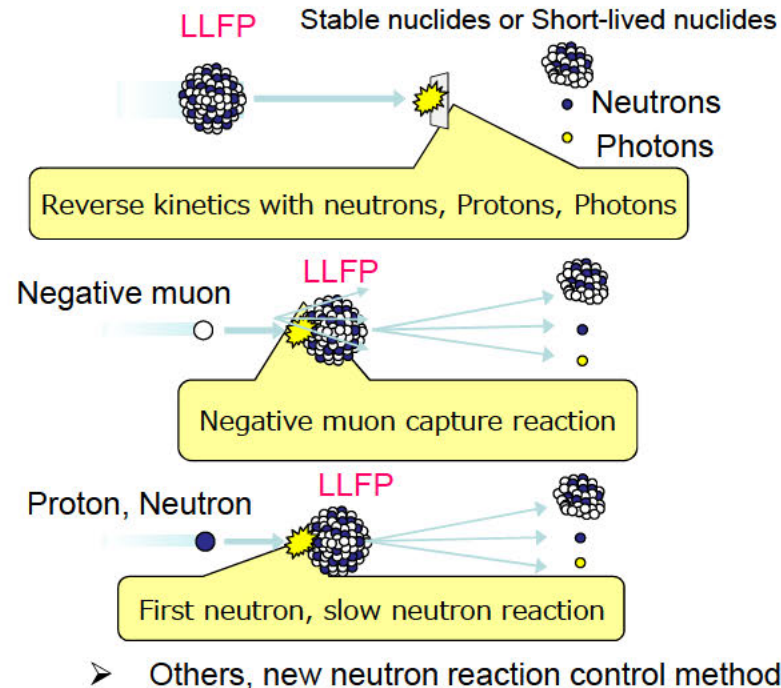 LLFP
Stable nuclides or Short-lived nuclides
Neutrons
Photons
Reverse kinetics with neutrons, Protons, Photons
LLFP
Negative muon
Negative muon capture reaction
LLFP
Proton, Neutron
First neutron, slow neutron reaction
➢ Others, new neutron reaction control method